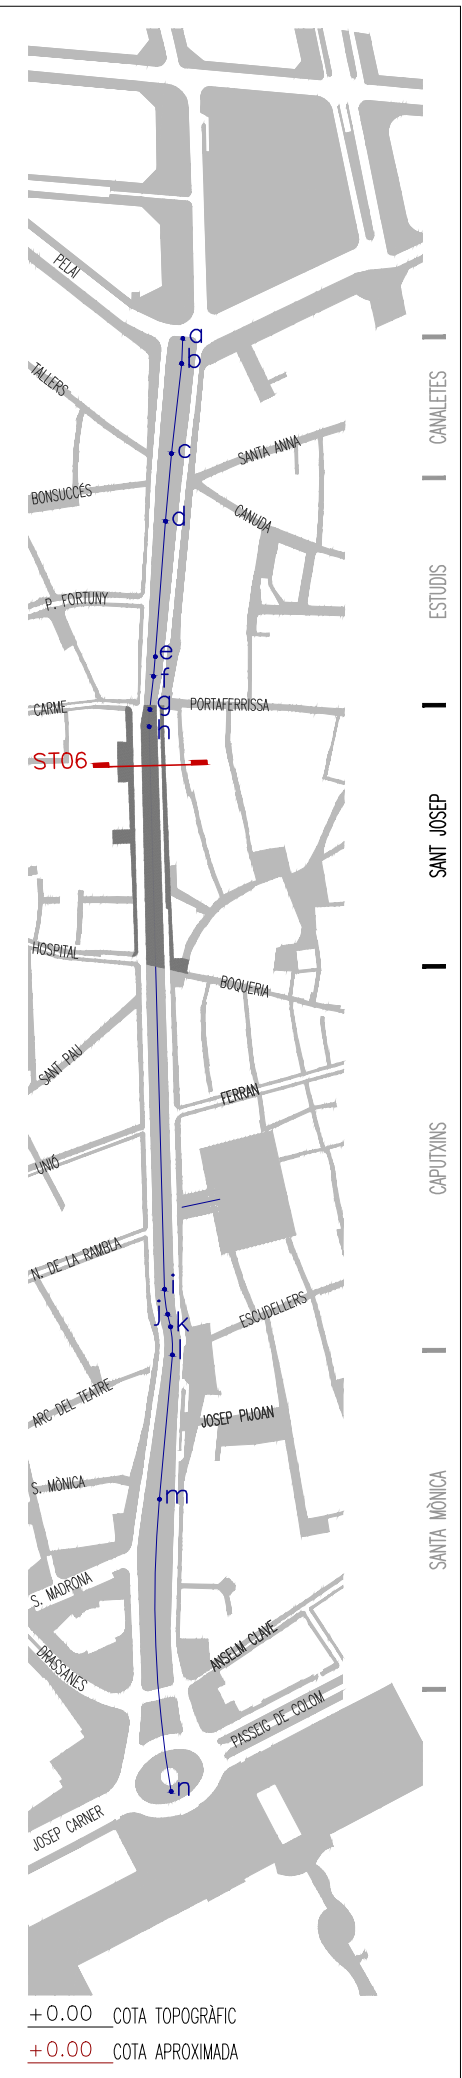 PELAI
a
b
TALLERS
CANALETES
c
SANTA ANNA
BONSUCCÉS
d
CANUDA
ESTUDIS
P. FORTUNY
e
f
CARME
g
PORTAFERRISSA
h
ST06
SANT JOSEP
HOSPITAL
BOQUERIA
SANT PAU
FERRAN
CAPUTXINS
UNIÓ
N. DE LA RAMBLA
i
j
k
ESCUDELLERS
l
ARC DEL TEATRE
JOSEP PIJOAN
S. MÒNICA
m
SANTA MÒNICA
S. MADRONA
ANSELM CLAVE
DRASSANES
PASSEIG DE COLOM
n
JOSEP CARNER
+0.00 COTA TOPOGRÀFIC
+0.00 COTA APROXIMADA